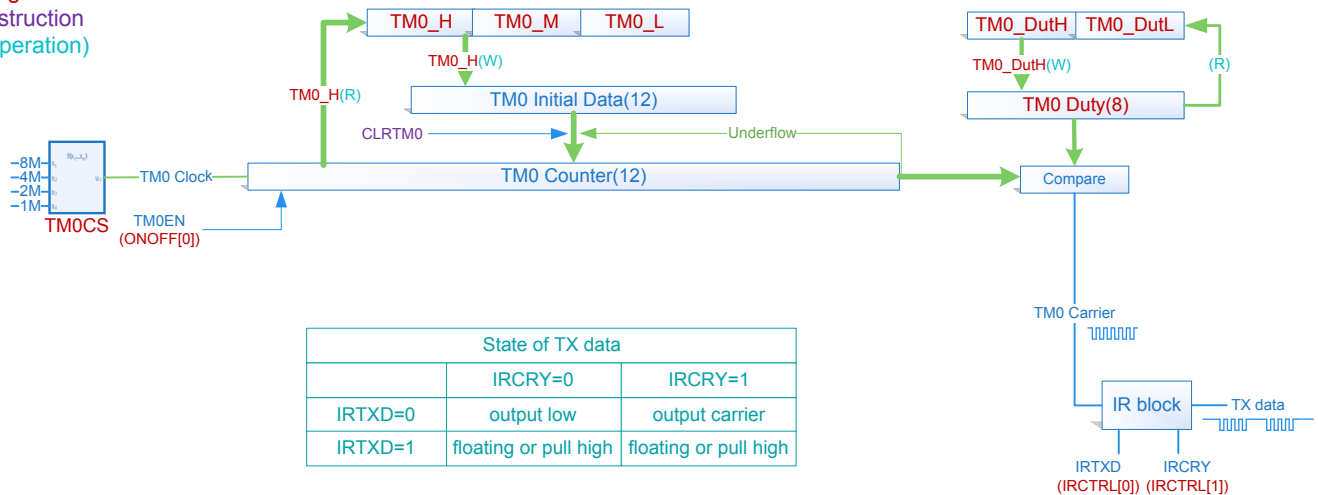 struction
peration)
TM0_H TM0_M TM0_L
TM0_DutH TM0_DutL
TM0_H(W)
TM0_DutH(W)
(R)
TM0_H(R)
TM0 Initial Data(12)
TM0 Duty(8)
CLRTM0
Underflow
8M
4M
2M
1M
TM0CS
TM0 Clock
TM0 Counter(12)
Compare
TM0EN
(ONOFF[0])
TM0 Carrier
State of TX data
IRCRY=0 IRCRY=1
IRTXD=0 output low output carrier
IRTXD=1 floating or pull high floating or pull high
IR block
TX data
IRTXD IRCRY
(IRCTRL[0]) (IRCTRL[1])